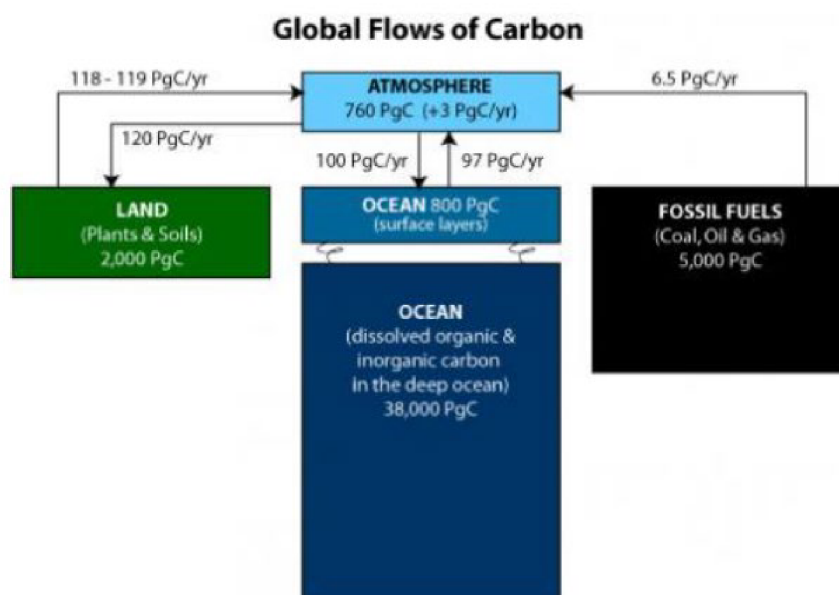 Global Flows of Carbon
118 - 119 PgC/yr
ATMOSPHERE
760 PgC (+3 PgC/yr)
6.5 PgC/yr
120 PgC/yr
100 PgC/yr
97 PgC/yr
LAND
(Plants & Soils)
2,000 PgC
OCEAN 800 PgC
(surface layers)
FOSSIL FUELS
(Coal, Oil & Gas)
5,000 PgC
OCEAN
(dissolved organic &
inorganic carbon
in the deep ocean)
38,000 PgC